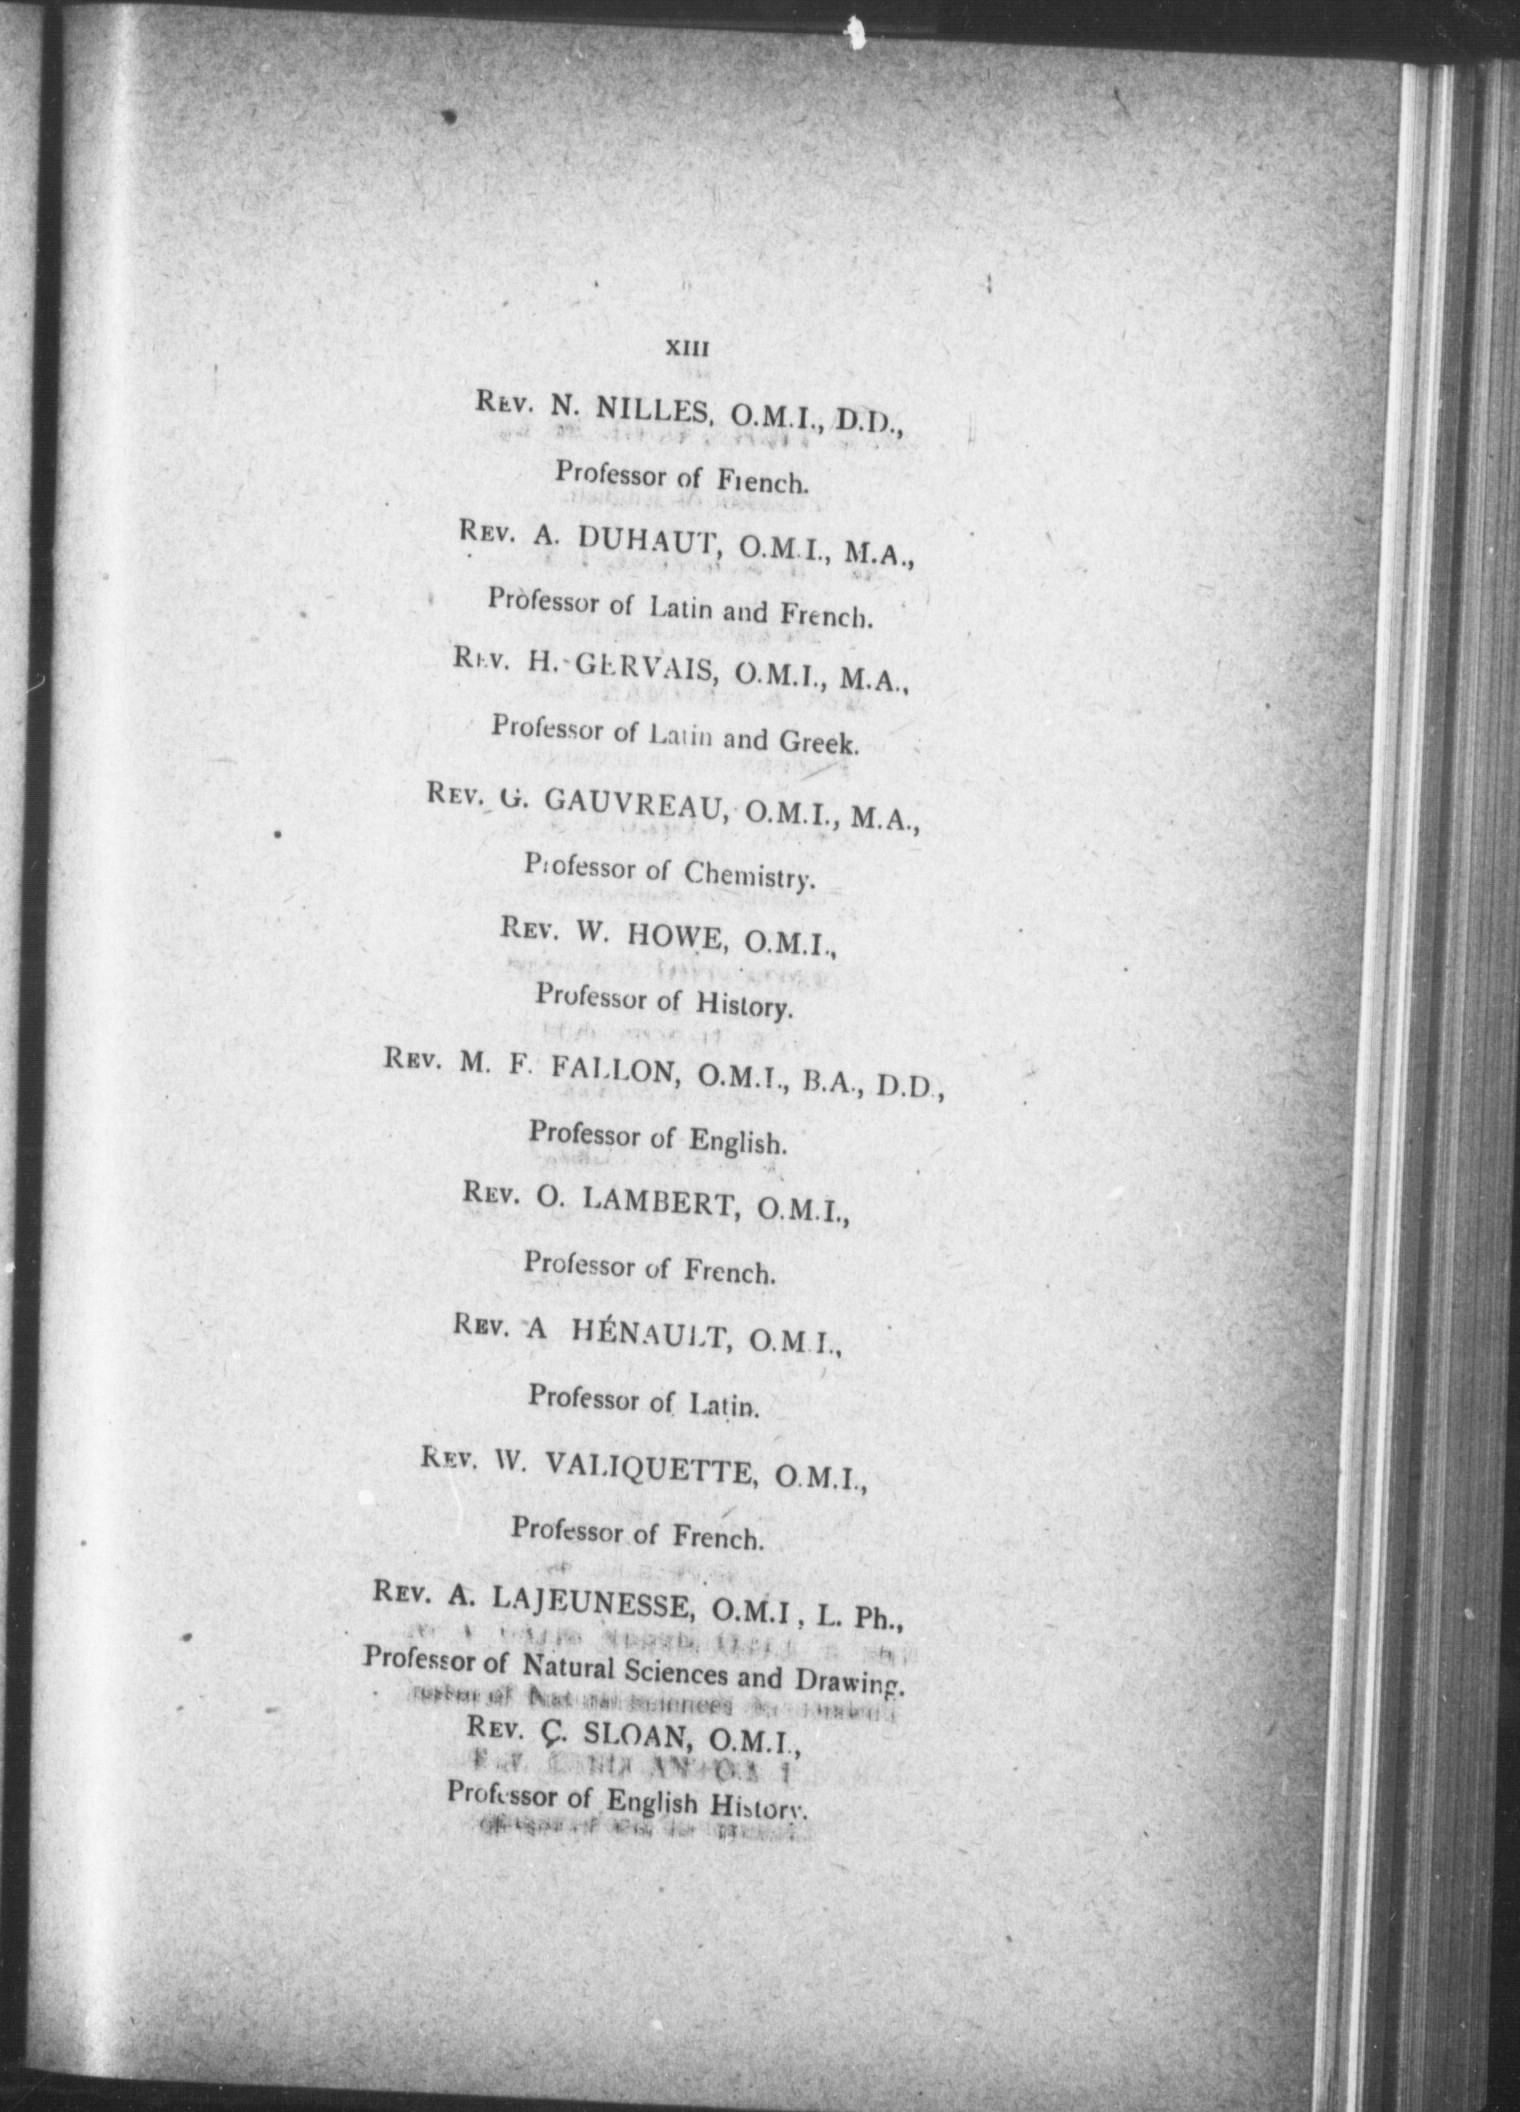 XIII
REV. N. NILLES, O.M.I., D.D.,
Professor of French.
REV. A. DUHAUT, O.M.I., M.A.,
Professor of Latin and French.
REV. H. GERVAIS, O.M.I., M.A.,
Professor of Latin and Greek.
REV. G. GAUVREAU, O.M.I., M.A.,
Professor of Chemistry.
REV. W. HOWE, O.M.I.,
Professor of History.
REV. M. F. FALLON, O.M.I., B.A., D.D.,
Professor of English.
REV. O. LAMBERT, O.M.I.,
Professor of French.
REV. A HÉNAULT, O.M.I.,
Professor of Latin.
REV. W. VALIQUETTE, O.M.I.,
Professor of French.
REV. A. LAJEUNESSE, O.M.I, L. Ph.,
Professor of Natural Sciences and Drawing.
REV. C. SLOAN, O.M.I.,
Professor of English History.